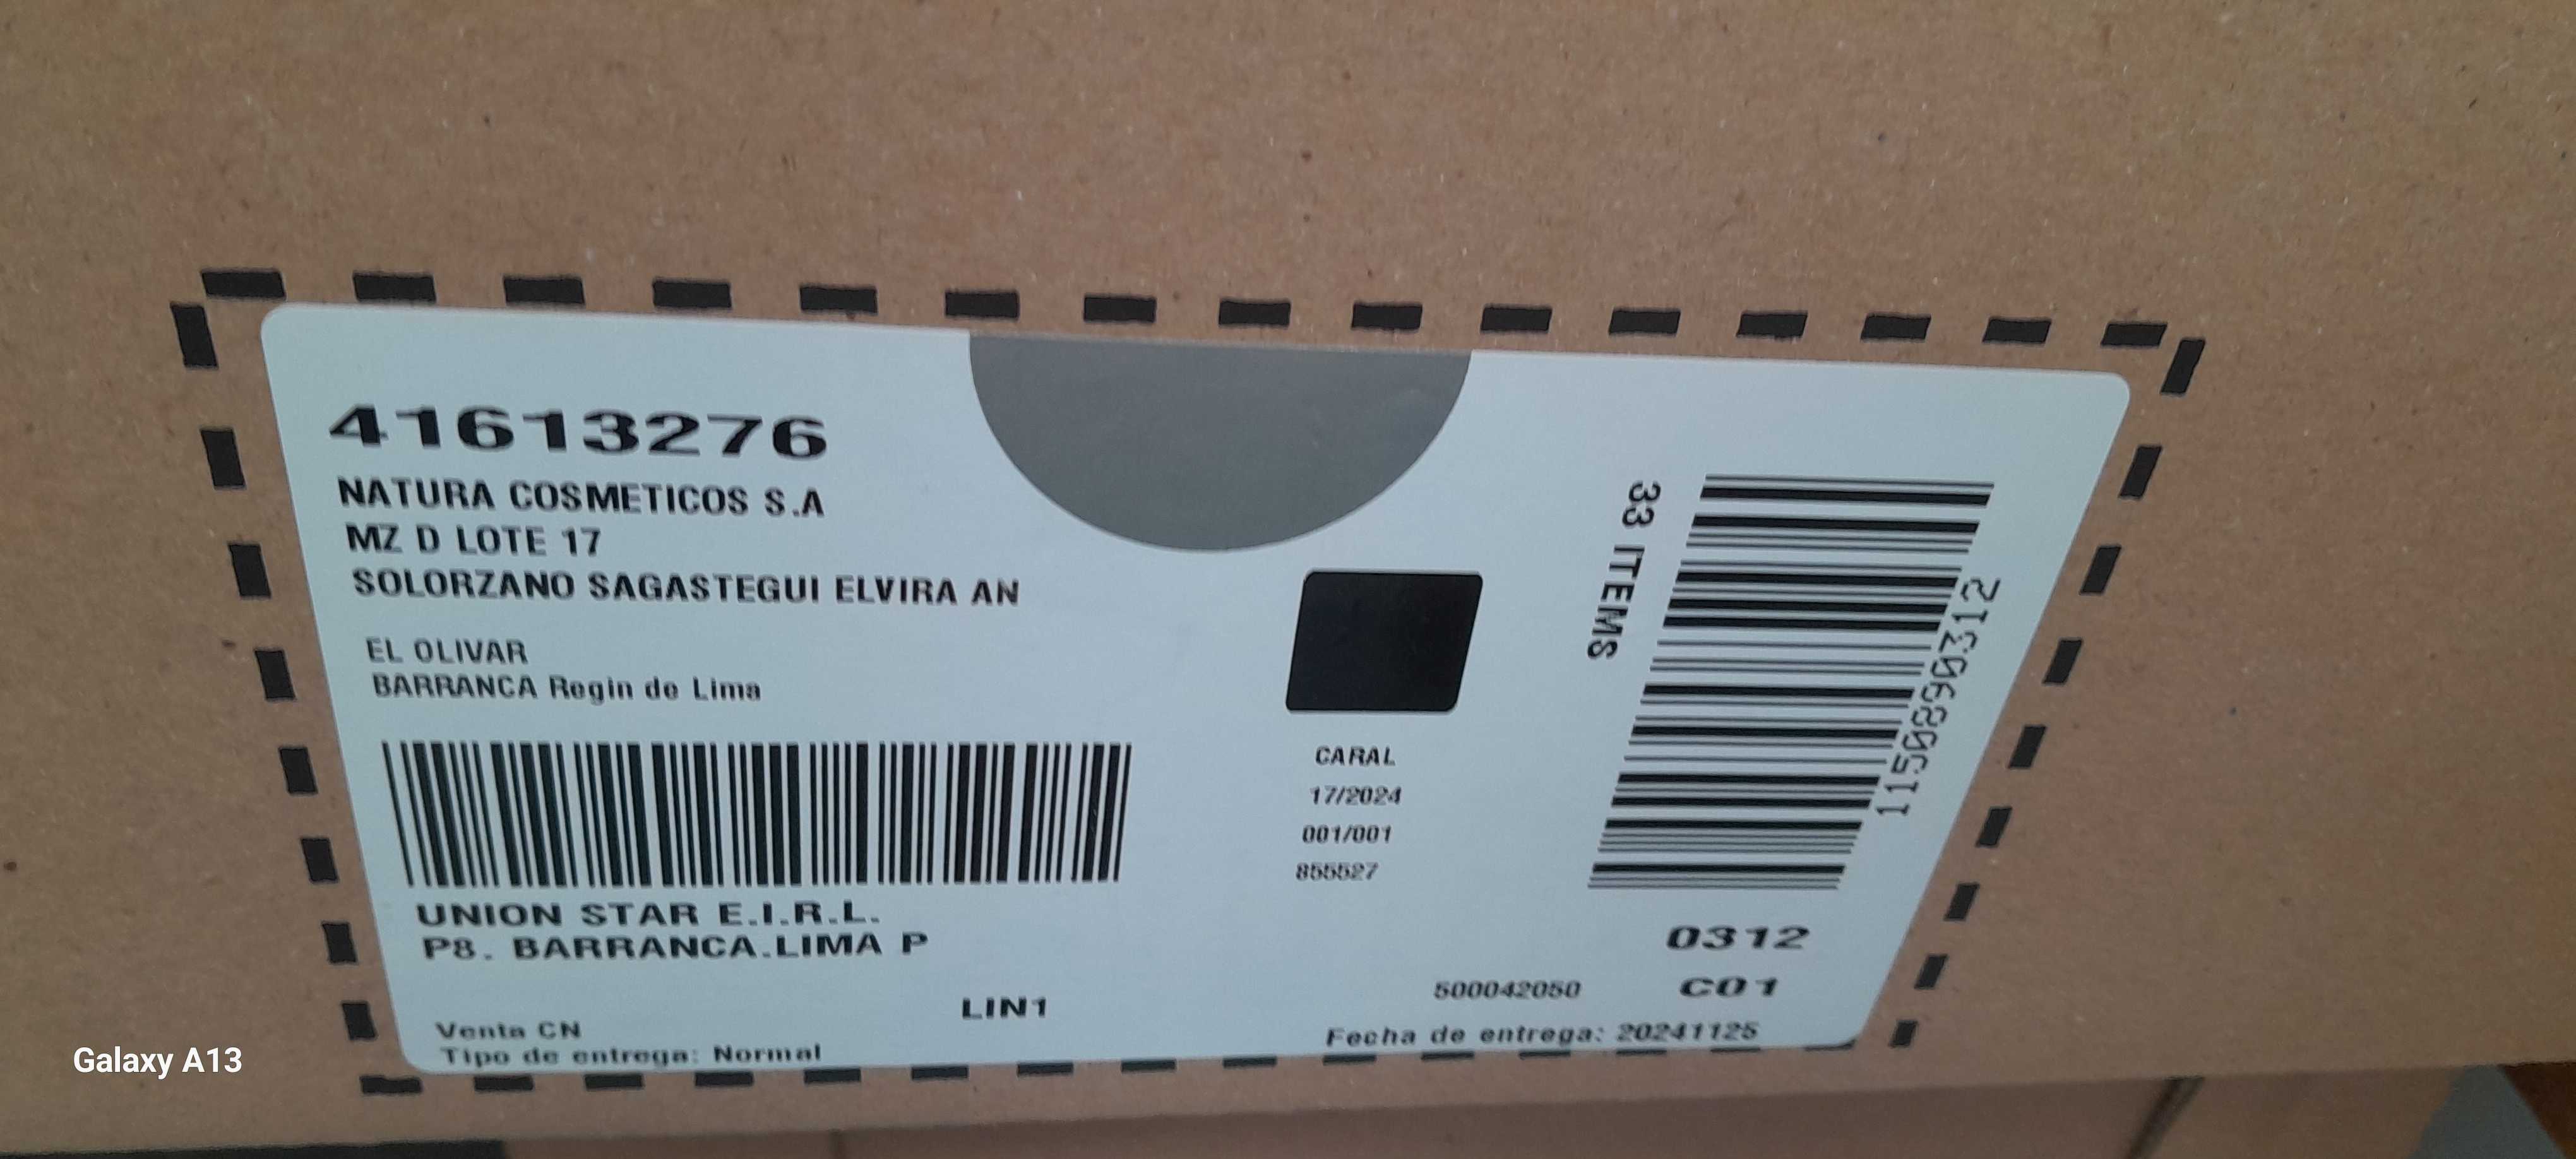 41613276
NATURA COSMETICOS S.A
MZ D LOTE 17
SOLORZANO SAGASTEGUI ELVIRA AN
EL OLIVAR
BARRANCA Regin de Lima
UNION STAR E.I.R.L.
P8. BARRANCA.LIMA P
LIN1
Venta CN
Tipo de entrega: Normal
CARAL
17/2024
001/001
855527
33 ITEMS
115089890312
0312
500042050
C01
Fecha de entrega: 20241125
Galaxy A13